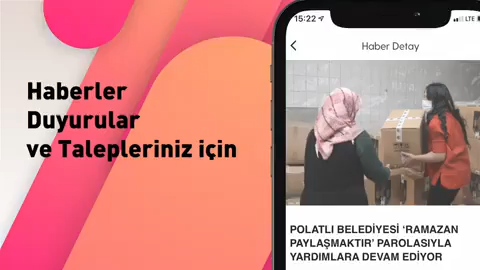 Haberler
Duyurular
ve Talepleriniz için
15:22
LTE
Haber Detay
POLATLI BELEDİYESİ ‘RAMAZAN
PAYLAŞMAKTIR’ PAROLASIYLA
YARDIMLARA DEVAM EDİYOR